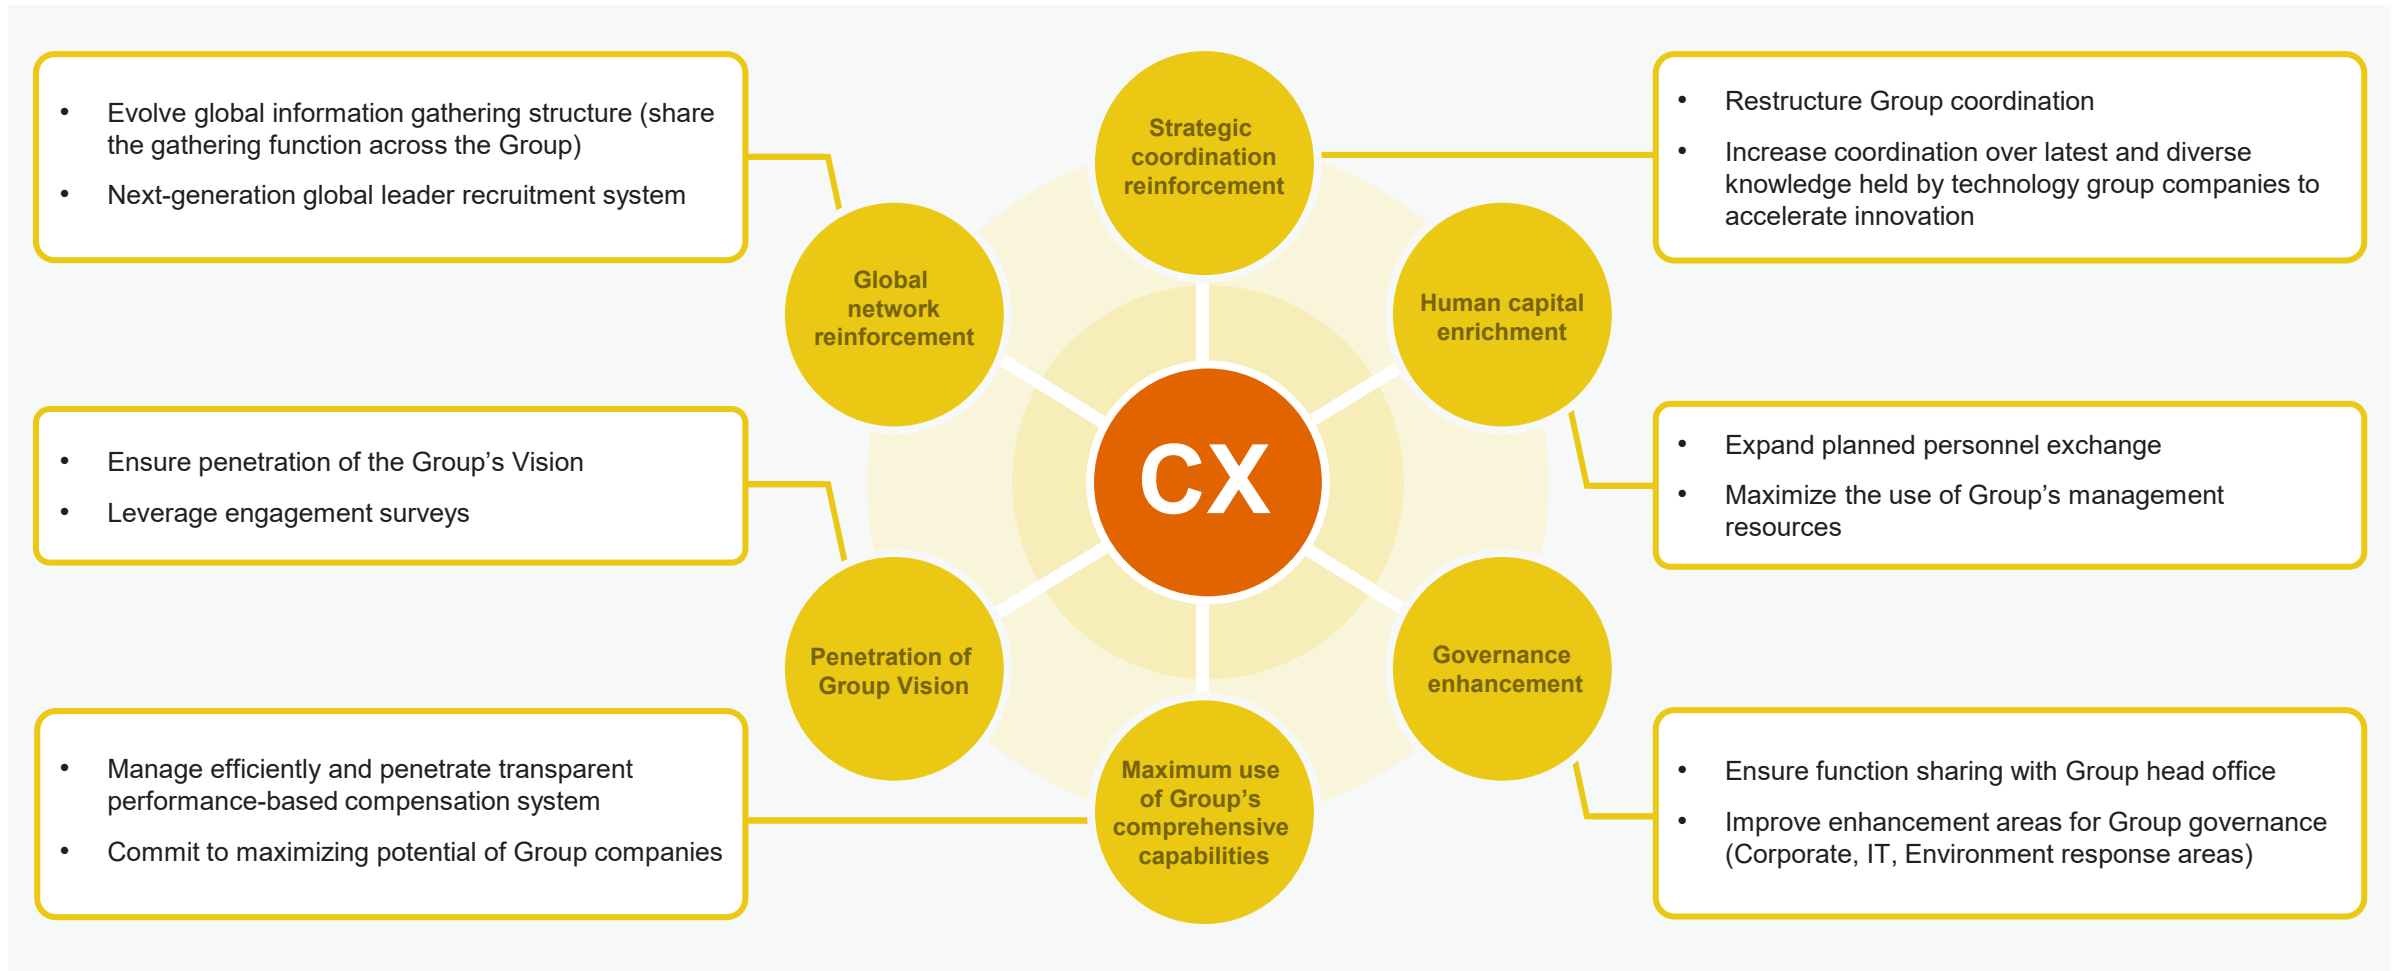 • Evolve global information gathering structure (share
the gathering function across the Group)
• Next-generation global leader recruitment system
Strategic
coordination
reinforcement
• Restructure Group coordination
• Increase coordination over latest and diverse
knowledge held by technology group companies to
accelerate innovation
Global
network
reinforcement
Human capital
enrichment
• Ensure penetration of the Group’s Vision
• Leverage engagement surveys
CX
• Expand planned personnel exchange
• Maximize the use of Group’s management
resources
Penetration of
Group Vision
Governance
enhancement
• Manage efficiently and penetrate transparent
performance-based compensation system
• Commit to maximizing potential of Group companies
Maximum use
of Group’s
comprehensive
capabilities
• Ensure function sharing with Group head office
• Improve enhancement areas for Group governance
(Corporate, IT, Environment response areas)